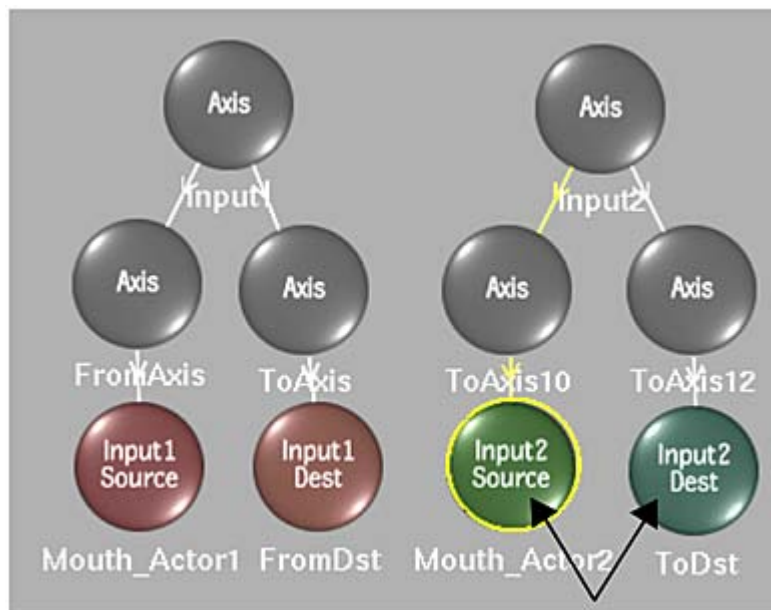 Axis
Axis
Input1
Input2
Axis
Axis
Axis
Axis
FromAxis
ToAxis
ToAxis10
ToAxis12
Input1
Source
Input1
Dest
Input2
Source
Input2
Dest
Mouth_Actor1
FromDst
Mouth_Actor2
ToDst